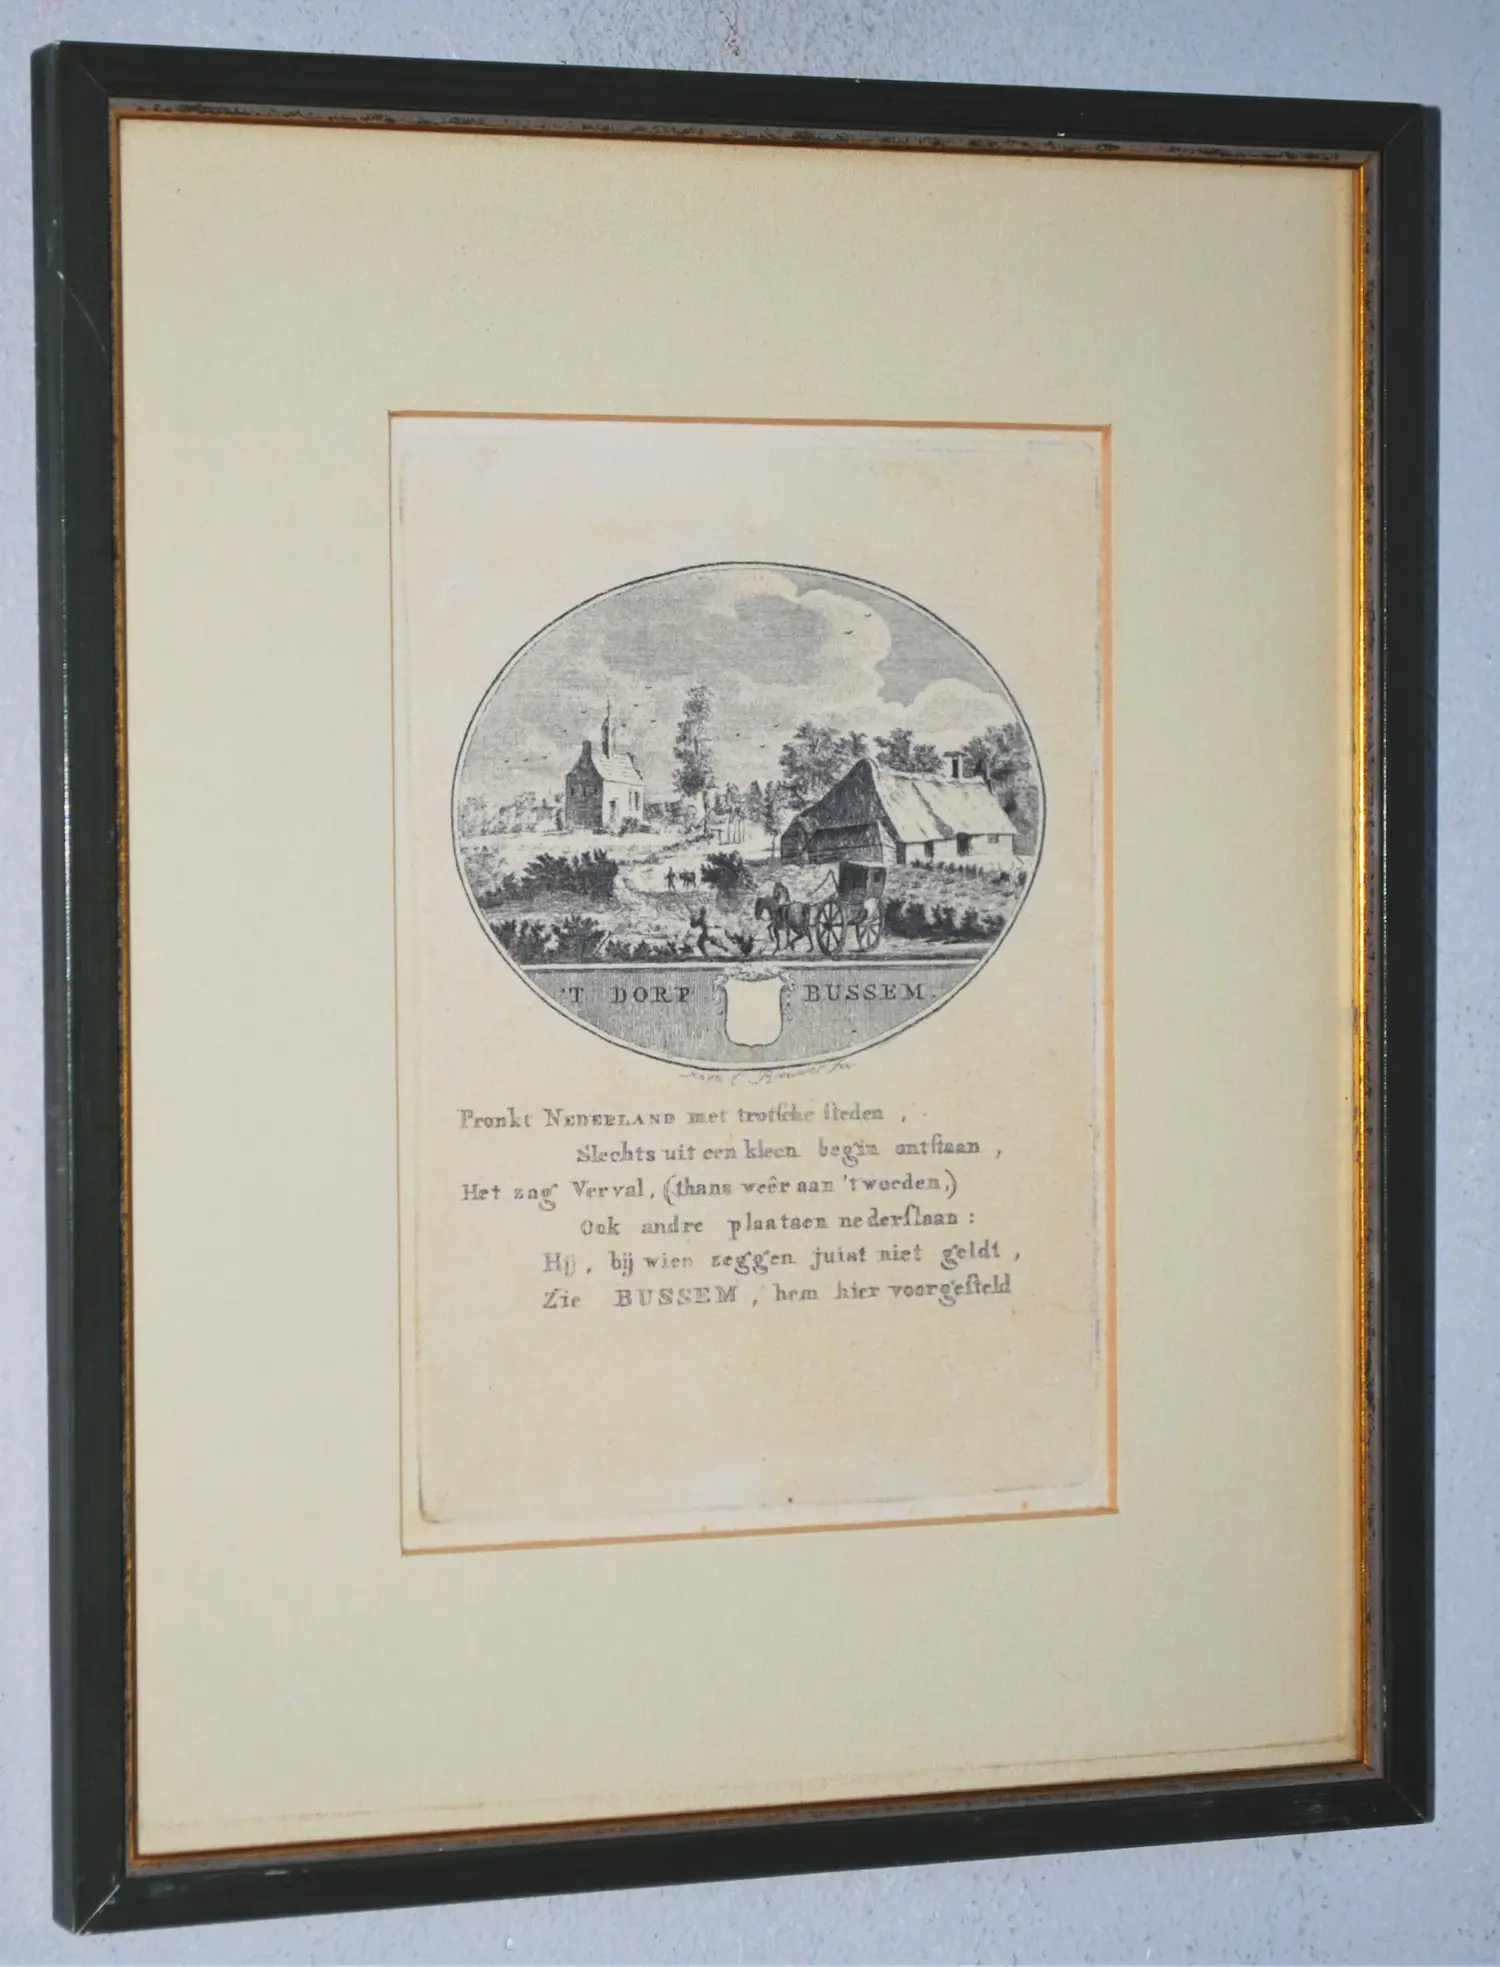 'T DORP BUSSEM.
Pronkt NEDERLAND met trotſche ſteden,
Slechts uit een kleen begin ontſtaan,
Het zag Verval, (thans weêr aan 't woeden,)
Ook andre plaatsen nederſlaan:
Hij, bij wien zeggen juist niet geldt,
Zie BUSSEM, hem hier voorgeſteld